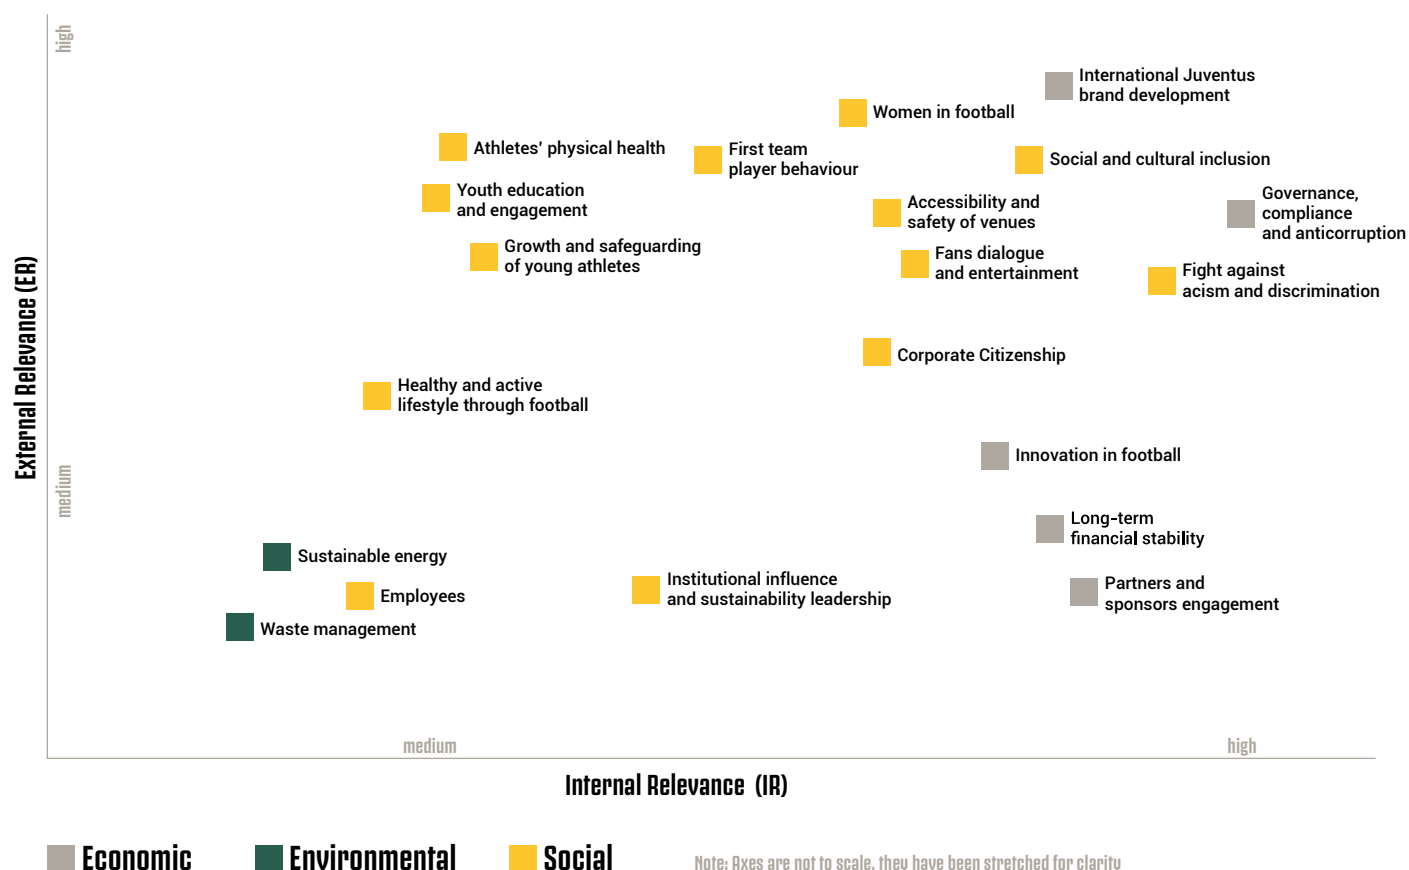 high
International Juventus
brand development
Women in football
Athletes' physical health
First team
player behaviour
Social and cultural inclusion
Youth education
and engagement
Accessibility and
safety of venues
Governance,
compliance
and anticorruption
Growth and safeguarding
of young athletes
Fans dialogue
and entertainment
Fight against
acism and discrimination
External Relevance (ER)
Corporate Citizenship
Healthy and active
lifestyle through football
medium
Innovation in football
Long-term
financial stability
Sustainable energy
Employees
Institutional influence
and sustainability leadership
Partners and
sponsors engagement
Waste management
medium
high
Internal Relevance (IR)
Economic
Environmental
Social
Note: Axes are not to scale, they have been stretched for clarity